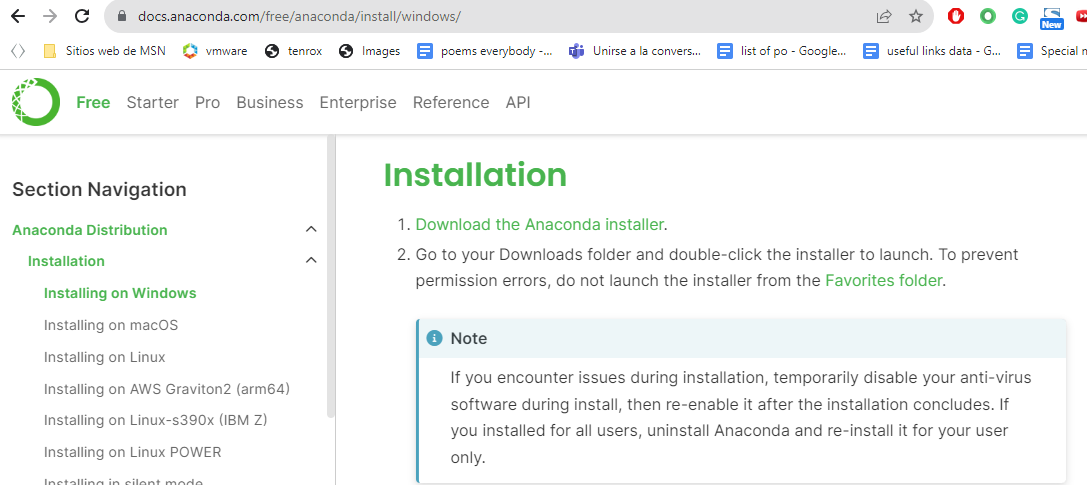 docs.anaconda.com/free/anaconda/install/windows/
New
Sitios web de MSN
vmware
tenrox
Images
poems everybody -...
Unirse a la convers...
list of po - Google...
useful links data - G...
Special n
Free
Starter
Pro
Business
Enterprise
Reference
API
Section Navigation
Anaconda Distribution
Installation
Installing on Windows
Installing on macOS
Installing on Linux
Installing on AWS Graviton2 (arm64)
Installing on Linux-s390x (IBM Z)
Installing on Linux POWER
Installing in silent mode
Installation
1. Download the Anaconda installer.
2. Go to your Downloads folder and double-click the installer to launch. To prevent
permission errors, do not launch the installer from the Favorites folder.
Note
If you encounter issues during installation, temporarily disable your anti-virus
software during install, then re-enable it after the installation concludes. If
you installed for all users, uninstall Anaconda and re-install it for your user
only.